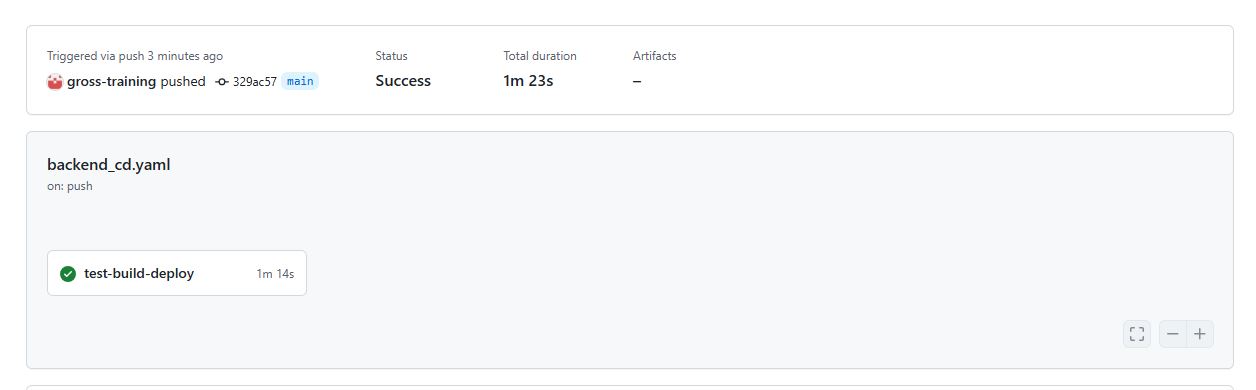 Triggered via push 3 minutes ago
gross-training pushed 329ac57 main
Status
Success
Total duration
1m 23s
Artifacts
–
backend_cd.yaml
on: push
test-build-deploy 1m 14s